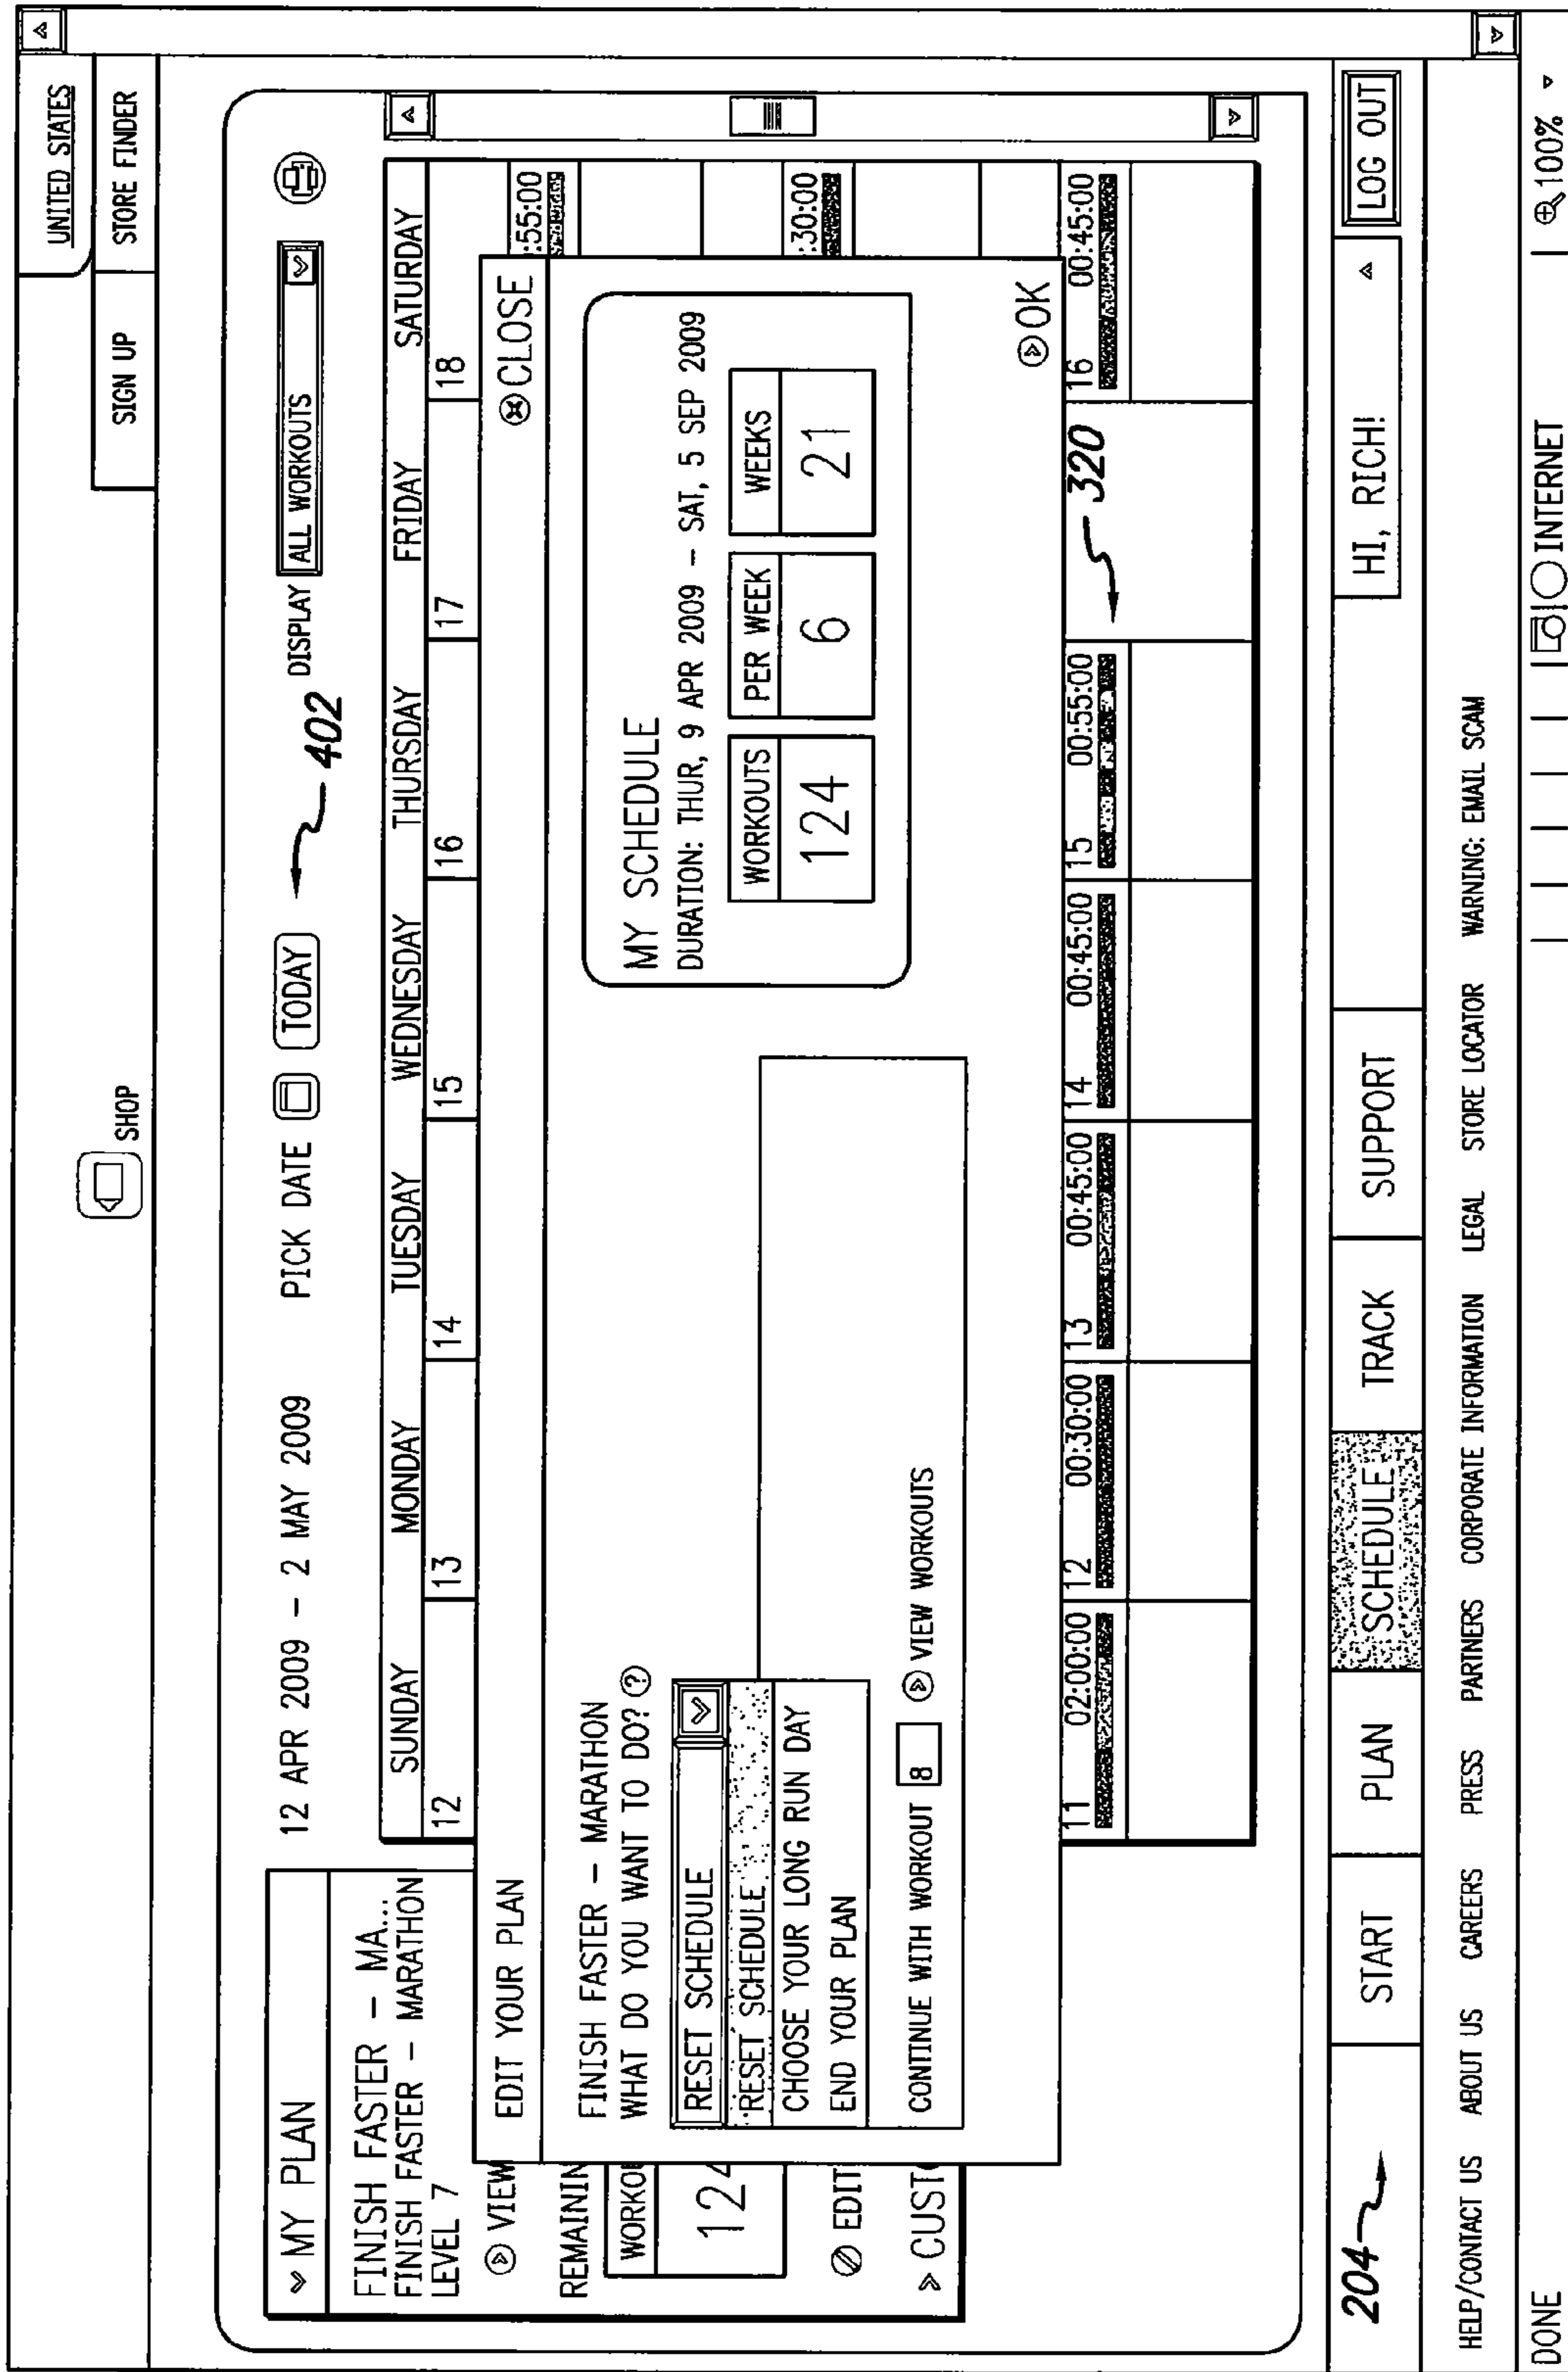 UNITED STATES
SHOP
SIGN UP
STORE FINDER
12 APR 2009 – 2 MAY 2009
PICK DATE
TODAY
402
DISPLAY
ALL WORKOUTS
MY PLAN
FINISH FASTER – MA...
FINISH FASTER – MARATHON
LEVEL 7
VIEW
REMAININ
WORKO
124
EDIT
CUST
SUNDAY MONDAY TUESDAY WEDNESDAY THURSDAY FRIDAY SATURDAY
12 13 14 15 16 17 18
:55:00
:30:00
EDIT YOUR PLAN
CLOSE
FINISH FASTER – MARATHON
WHAT DO YOU WANT TO DO? ?
RESET SCHEDULE
RESET SCHEDULE
CHOOSE YOUR LONG RUN DAY
END YOUR PLAN
CONTINUE WITH WORKOUT 8 VIEW WORKOUTS
MY SCHEDULE
DURATION: THUR, 9 APR 2009 – SAT, 5 SEP 2009
WORKOUTS PER WEEK WEEKS
124 6 21
OK
11 02:00:00 12 00:30:00 13 00:45:00 14 00:45:00 15 00:55:00 16 00:45:00
320
204
START PLAN SCHEDULE TRACK SUPPORT HI, RICH! LOG OUT
HELP/CONTACT US ABOUT US CAREERS PRESS PARTNERS CORPORATE INFORMATION LEGAL STORE LOCATOR WARNING: EMAIL SCAM
DONE INTERNET 100%